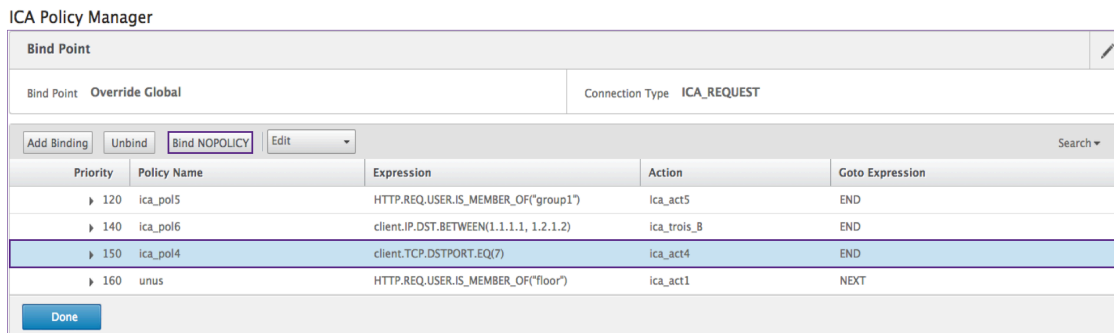 ICA Policy Manager
Bind Point
Bind Point Override Global Connection Type ICA_REQUEST
Add Binding Unbind Bind NOPOLICY Edit Search
Priority Policy Name Expression Action Goto Expression
120 ica_pol5 HTTP.REQ.USER.IS_MEMBER_OF("group1") Ica_act5 END
140 ica_pol6 client.IP.DST.BETWEEN(1.1.1.1, 1.2.1.2) ica_trois_B END
150 ica_pol4 client.TCP.DSTPORT.EQ(7) ica_act4 END
160 unus HTTP.REQ.USER.IS_MEMBER_OF("floor") ica_act1 NEXT
Done